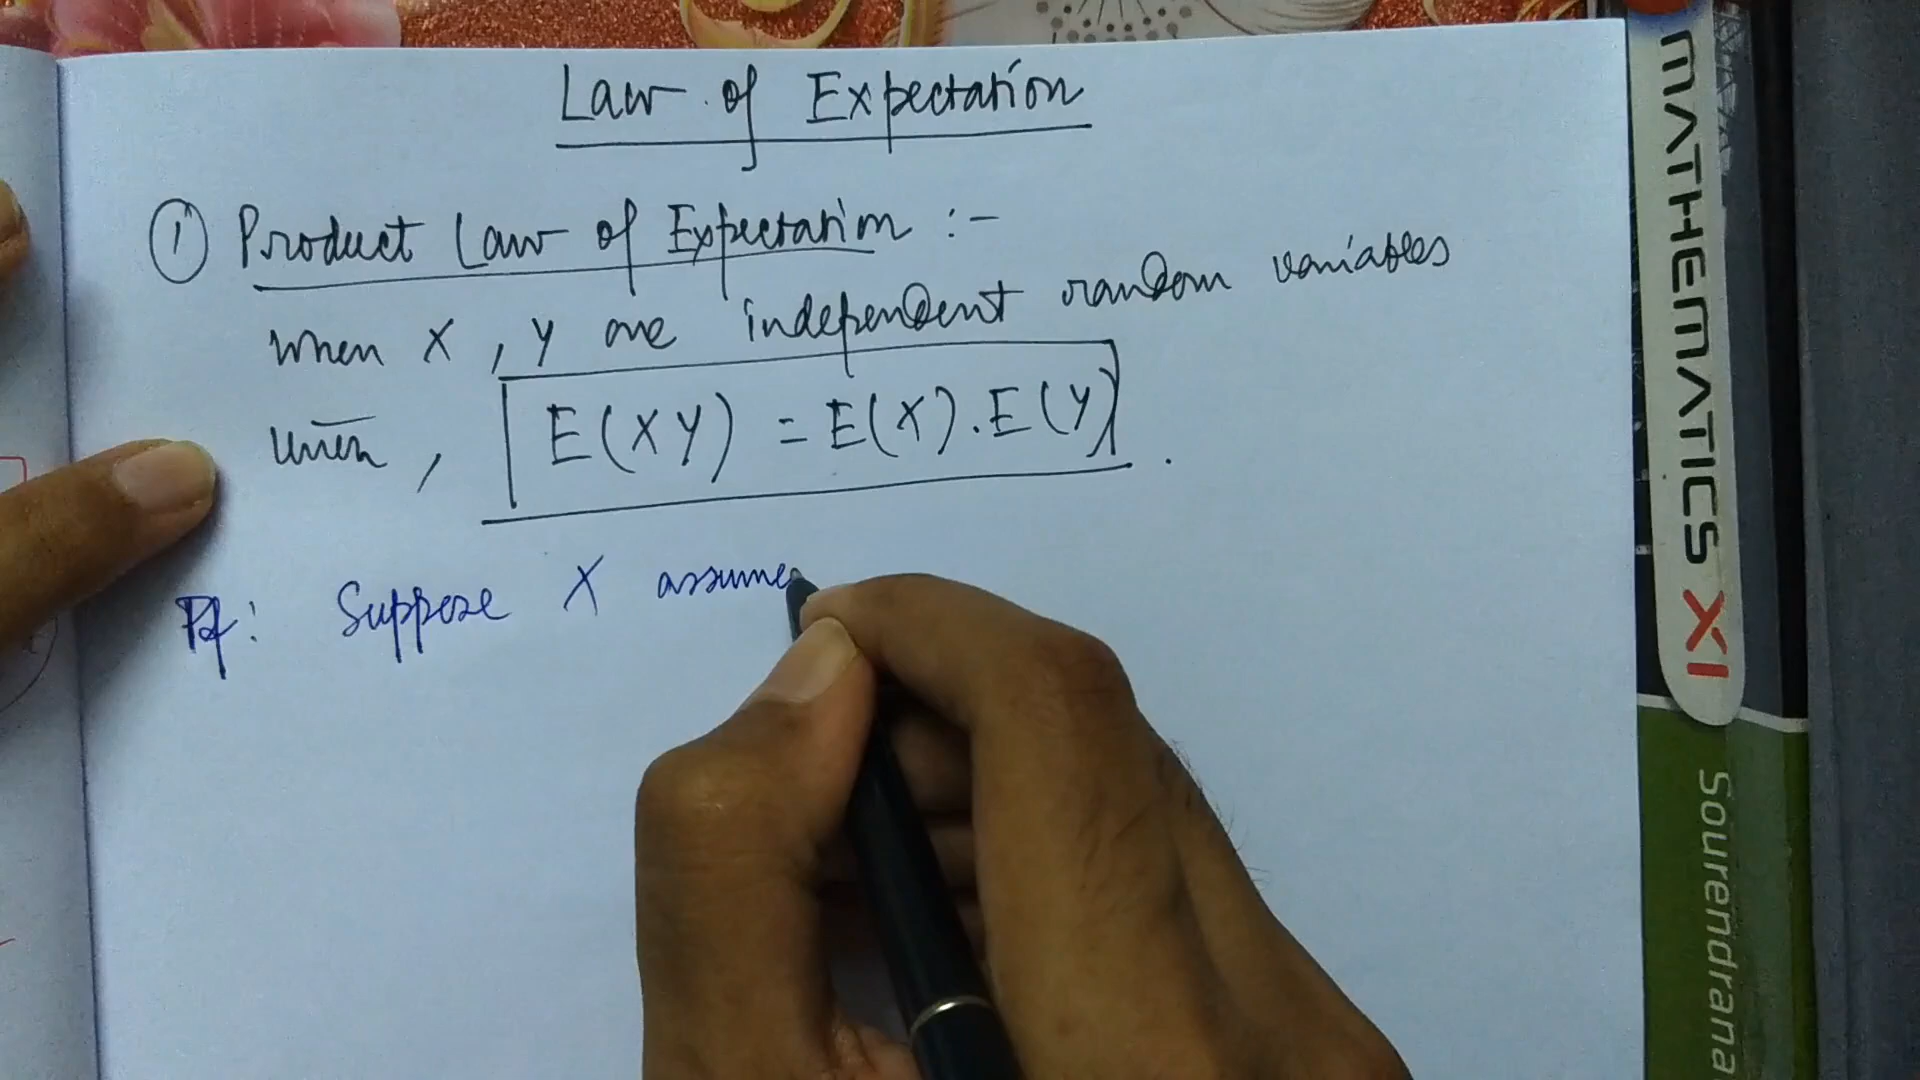 Law of Expectation
① Product Law of Expectation :-
when X, Y are independent random variables
then, E(XY) = E(X).E(Y).
Pf: Suppose X assume
MATHEMATICS XI
Sourendrana